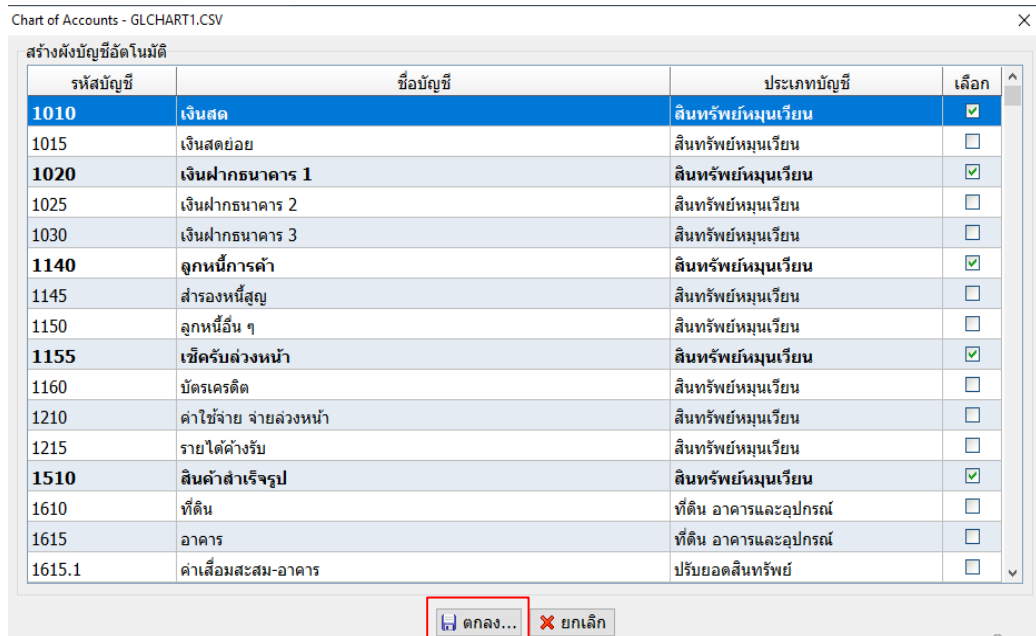 Chart of Accounts - GLCHART1.CSV
สร้างผังบัญชีอัตโนมัติ
รหัสบัญชี ชื่อบัญชี ประเภทบัญชี เลือก
1010 เงินสด สินทรัพย์หมุนเวียน
1015 เงินสดย่อย สินทรัพย์หมุนเวียน
1020 เงินฝากธนาคาร 1 สินทรัพย์หมุนเวียน
1025 เงินฝากธนาคาร 2 สินทรัพย์หมุนเวียน
1030 เงินฝากธนาคาร 3 สินทรัพย์หมุนเวียน
1140 ลูกหนี้การค้า สินทรัพย์หมุนเวียน
1145 สำรองหนี้สูญ สินทรัพย์หมุนเวียน
1150 ลูกหนี้อื่น ๆ สินทรัพย์หมุนเวียน
1155 เช็ครับล่วงหน้า สินทรัพย์หมุนเวียน
1160 บัตรเครดิต สินทรัพย์หมุนเวียน
1210 ค่าใช้จ่าย จ่ายล่วงหน้า สินทรัพย์หมุนเวียน
1215 รายได้ค้างรับ สินทรัพย์หมุนเวียน
1510 สินค้าสำเร็จรูป สินทรัพย์หมุนเวียน
1610 ที่ดิน ที่ดิน อาคารและอุปกรณ์
1615 อาคาร ที่ดิน อาคารและอุปกรณ์
1615.1 ค่าเสื่อมสะสม-อาคาร ปรับยอดสินทรัพย์
ตกลง... ยกเลิก